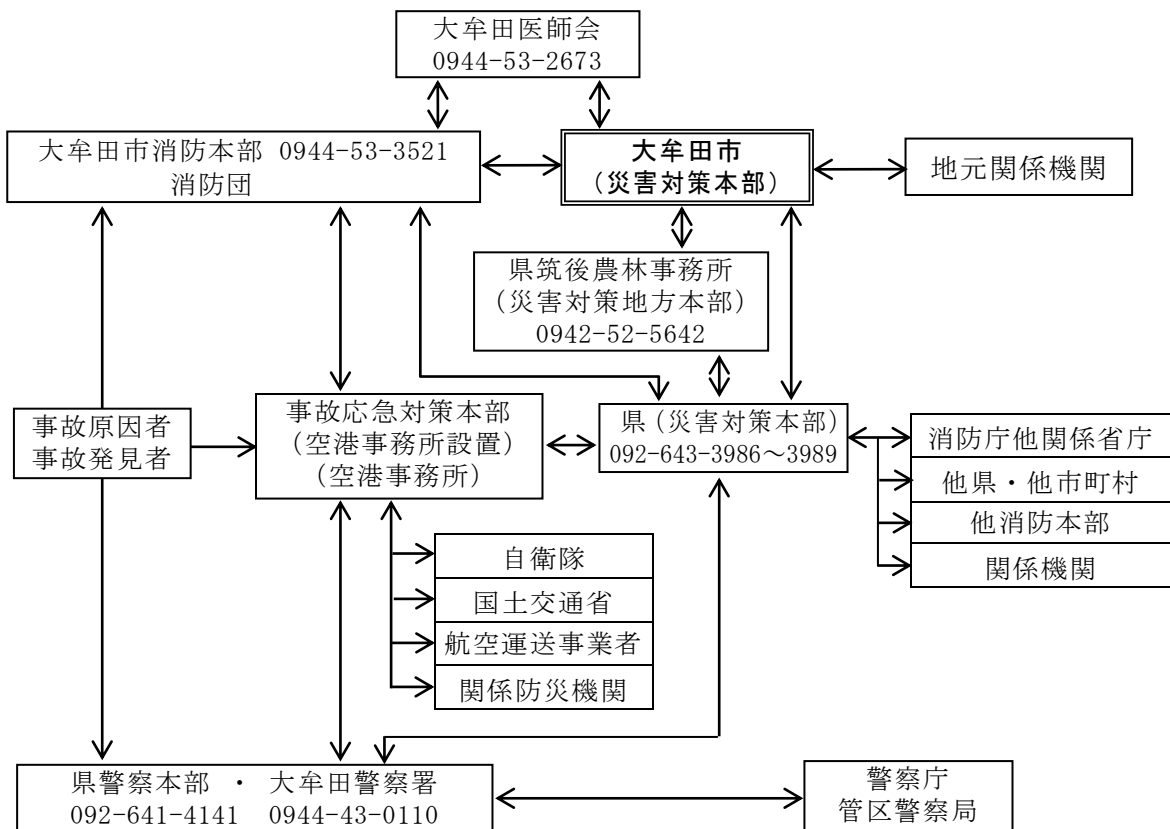 大牟田医師会
0944-53-2673
大牟田市消防本部 0944-53-3521
消防団
大牟田市
(災害対策本部)
地元関係機関
県筑後農林事務所
(災害対策地方本部)
0942-52-5642
事故原因者
事故発見者
事故応急対策本部
(空港事務所設置)
(空港事務所)
県(災害対策本部)
092-643-3986～3989
消防庁他関係省庁
他県・他市町村
他消防本部
関係機関
自衛隊
国土交通省
航空運送事業者
関係防災機関
県警察本部 ・ 大牟田警察署
092-641-4141 0944-43-0110
警察庁
管区警察局